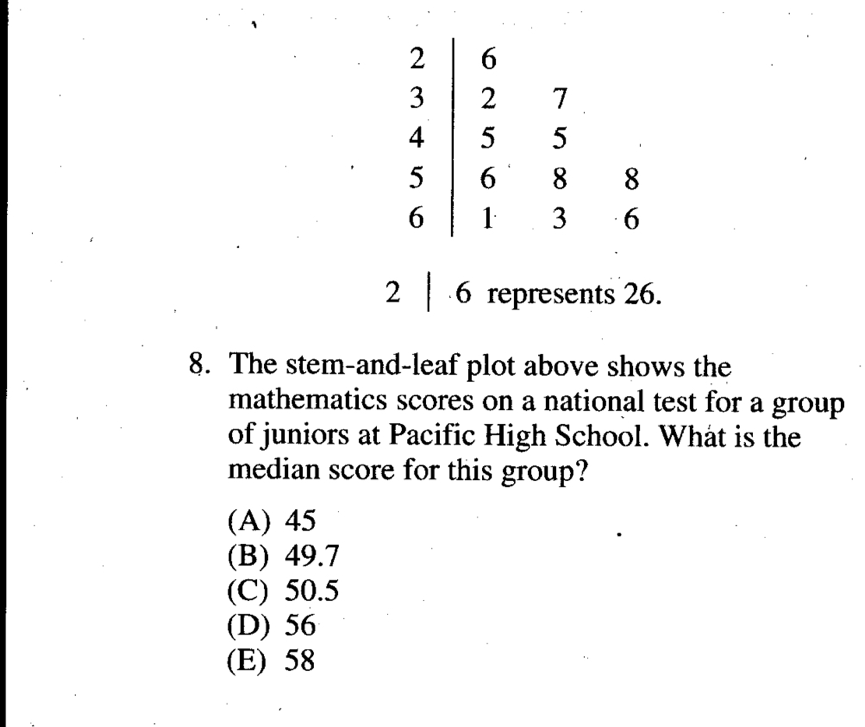 2 | 6
3 | 2 7
4 | 5 5
5 | 6 8 8
6 | 1 3 6
2 | 6 represents 26.
8. The stem-and-leaf plot above shows the
mathematics scores on a national test for a group
of juniors at Pacific High School. What is the
median score for this group?
(A) 45
(B) 49.7
(C) 50.5
(D) 56
(E) 58